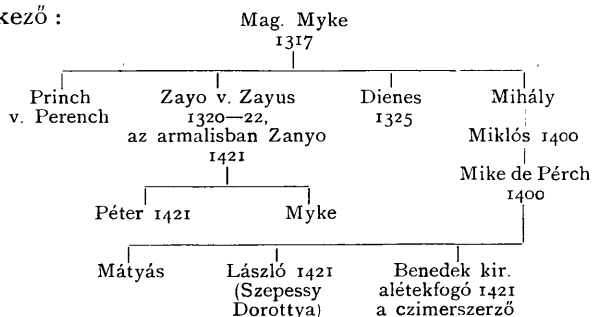 kező :
Mag. Myke
1317
Princh
v. Perench
Zayo v. Zayus
1320—22,
az armalisban Zanyo
1421
Dienes
1325
Mihály
Miklós 1400
Mike de Pérch
1400
Péter 1421
Myke
Mátyás
László 1421
(Szepessy
Dorottya)
Benedek kir.
alétekfogó 1421
a czimerszerző